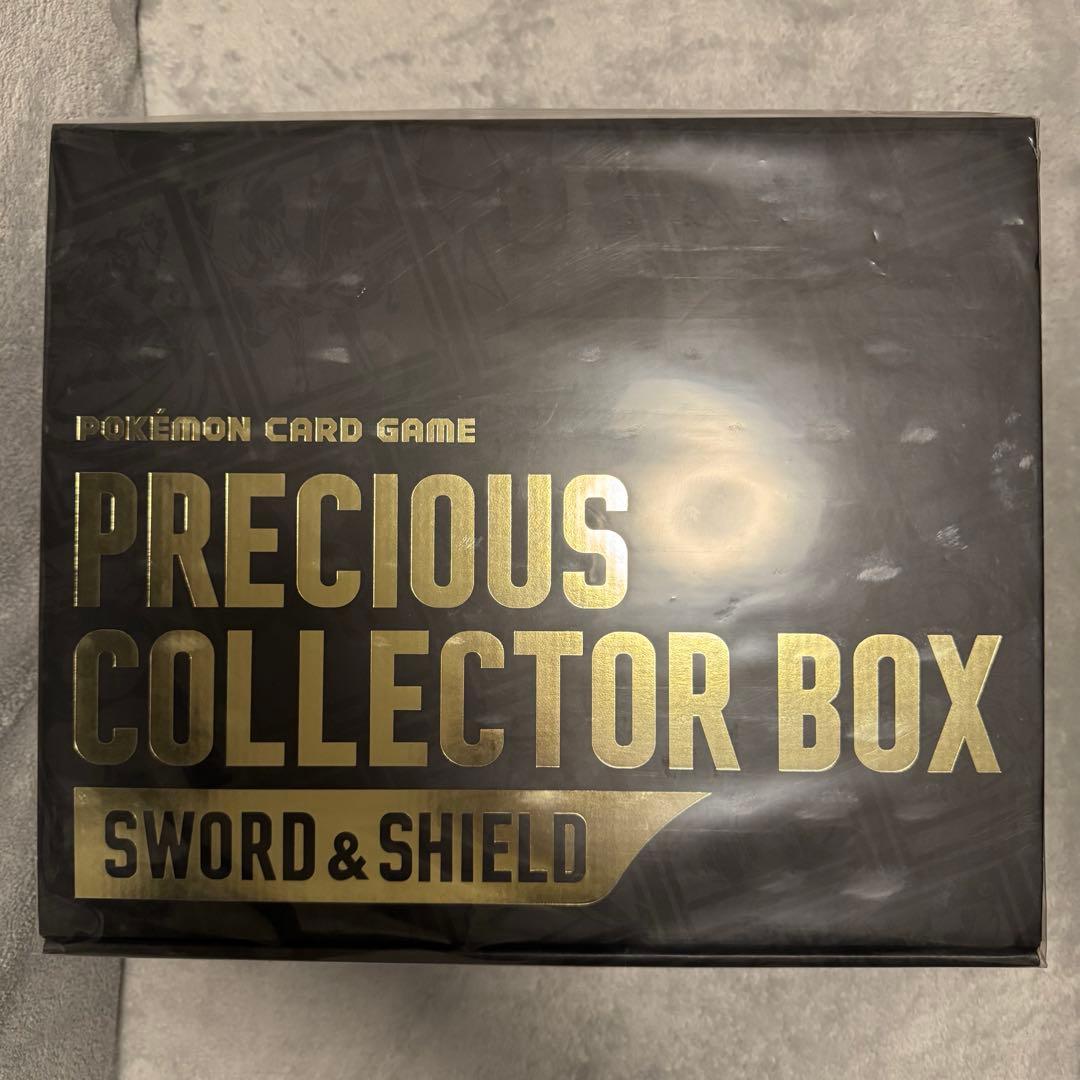 POKÉMON CARD GAME
PRECIOUS
COLLECTOR BOX
SWORD & SHIELD